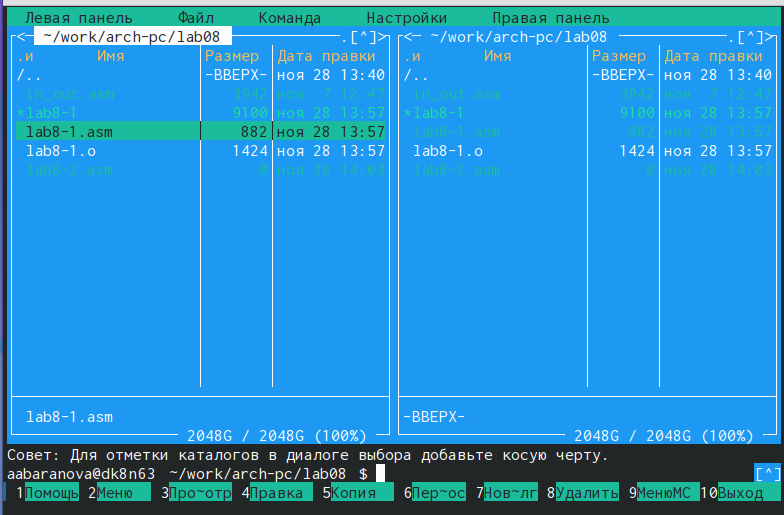 Левая панель Файл Команда Настройки Правая панель
<─ ~/work/arch-pc/lab08 .[^]> <─ ~/work/arch-pc/lab08 .[^]>
.и Имя Размер Дата правки .и Имя Размер Дата правки
/.. -ВВЕРХ- ноя 28 13:40 /.. -ВВЕРХ- ноя 28 13:40
in_out.asm 3942 ноя 7 12:47 in_out.asm 3942 ноя 7 12:47
*lab8-1 9100 ноя 28 13:57 *lab8-1 9100 ноя 28 13:57
lab8-1.asm 882 ноя 28 13:57 lab8-1.asm 882 ноя 28 13:57
lab8-1.o 1424 ноя 28 13:57 lab8-1.o 1424 ноя 28 13:57
lab8-2.asm 0 ноя 28 14:03 lab8-2.asm 0 ноя 28 14:03
lab8-1.asm -ВВЕРХ-
2048G / 2048G (100%) 2048G / 2048G (100%)
Совет: Для отметки каталогов в диалоге выбора добавьте косую черту.
aabaranova@dk8n63 ~/work/arch-pc/lab08 $ [^]
1Помощь 2Меню 3Про~отр 4Правка 5Копия 6Пер~ос 7Нов~лг 8Удалить 9МенюMC 10Выход